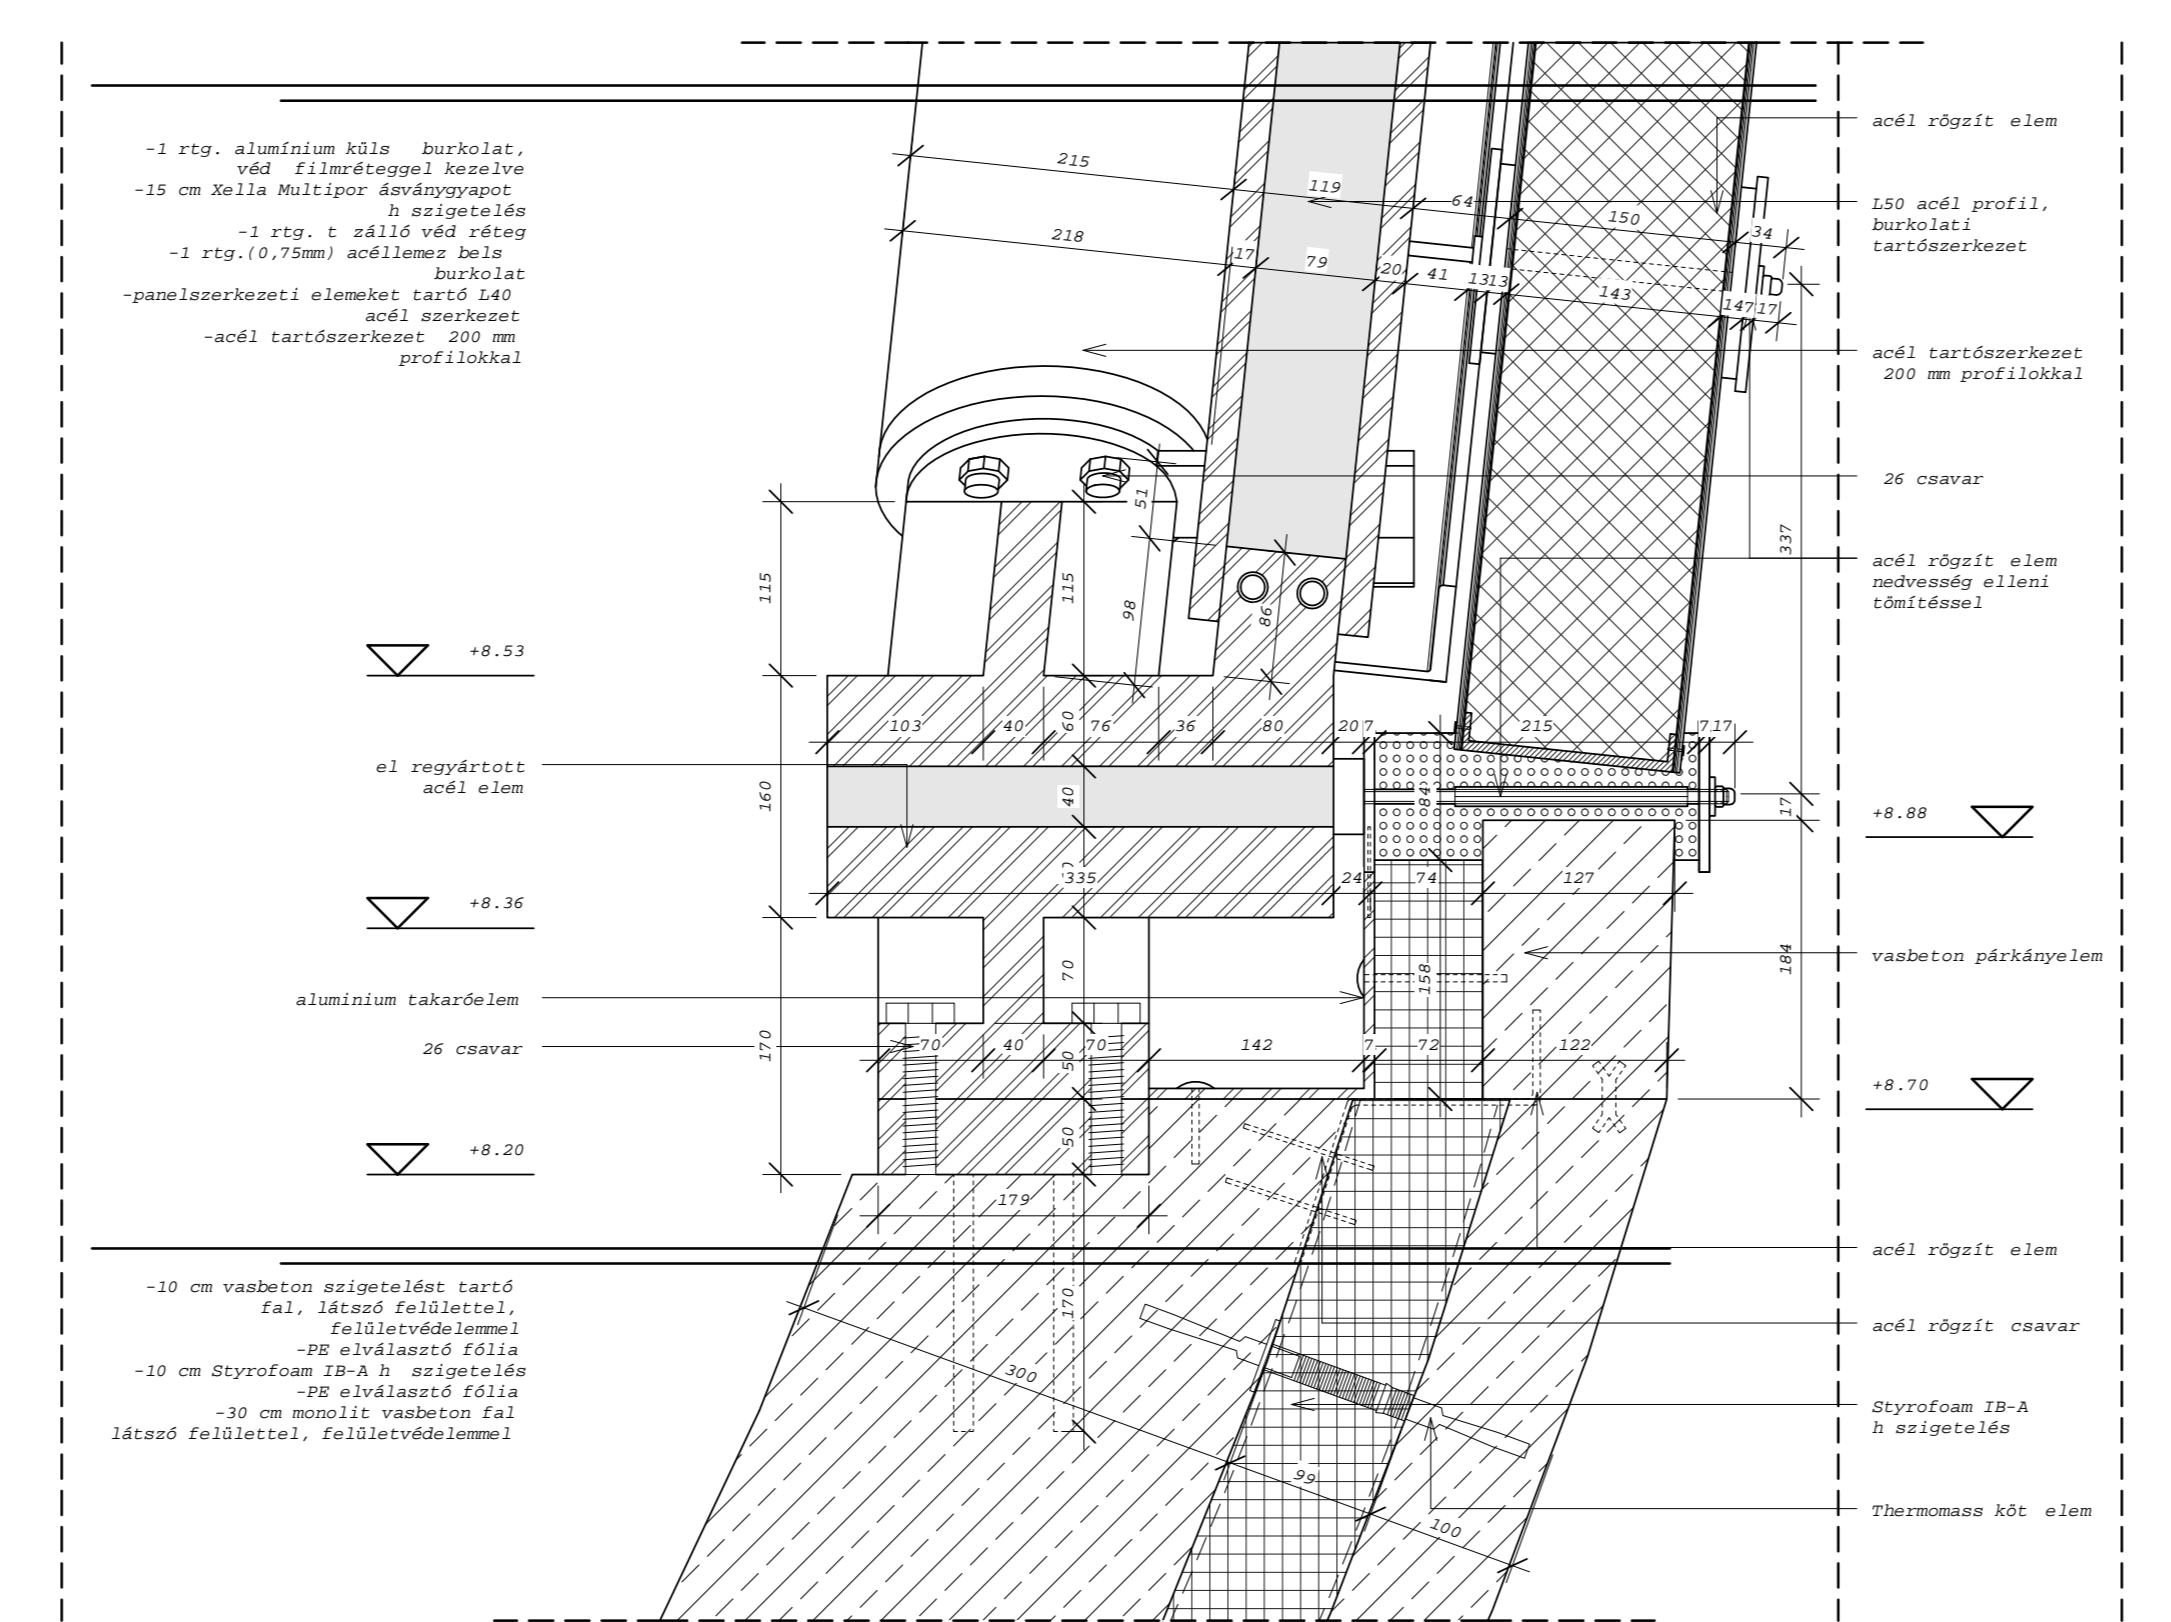 -1 rtg. alumínium küls burkolat,
véd filmréteggel kezelve
-15 cm Xella Multipor ásványgyapot
h szigetelés
-1 rtg. t zálló véd réteg
-1 rtg.(0,75mm) acéllemez bels
burkolat
-panelszerkezeti elemeket tartó L40
acél szerkezet
-acél tartószerkezet 200 mm
profilokkal
+8.53
el regyártott
acél elem
+8.36
aluminium takaróelem
26 csavar
+8.20
-10 cm vasbeton szigetelést tartó
fal, látszó felülettel,
felületvédelemmel
-PE elválasztó fólia
-10 cm Styrofoam IB-A h szigetelés
-PE elválasztó fólia
-30 cm monolit vasbeton fal
látszó felülettel, felületvédelemmel
215
119
64
150
34
218
17
79
20
41
13
13
143
14
7
17
51
98
86
115
115
337
103
40
60
76
36
80
20
7
215
7
17
160
40
84
17
335
24
74
127
70
158
184
170
70
40
70
50
142
7
72
122
50
179
170
300
99
100
acél rögzít elem
L50 acél profil,
burkolati
tartószerkezet
acél tartószerkezet
200 mm profilokkal
26 csavar
acél rögzít elem
nedvesség elleni
tömítéssel
+8.88
vasbeton párkányelem
+8.70
acél rögzít elem
acél rögzít csavar
Styrofoam IB-A
h szigetelés
Thermomass köt elem